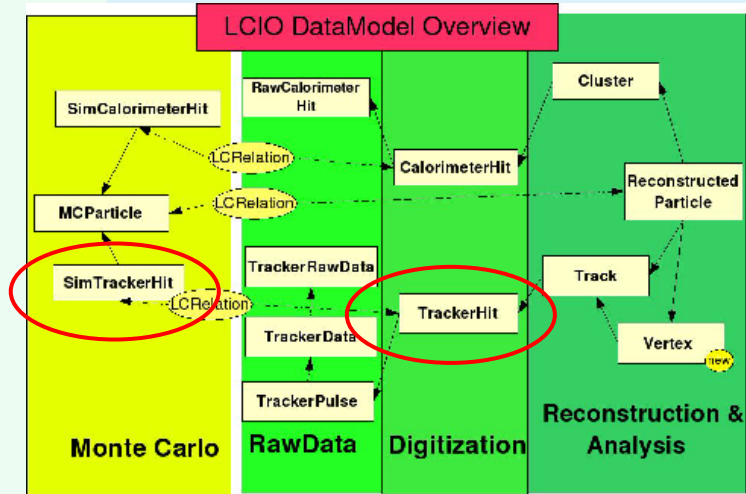 LCIO DataModel Overview
SimCalorimeterHit
MCParticle
SimTrackerHit
Monte Carlo
LCRelation
LCRelation
LCRelation
RawCalorimeter
Hit
TrackerRawData
TrackerData
TrackerPulse
RawData
CalorimeterHit
TrackerHit
Digitization
Cluster
Reconstructed
Particle
Track
Vertex
new
Reconstruction &
Analysis